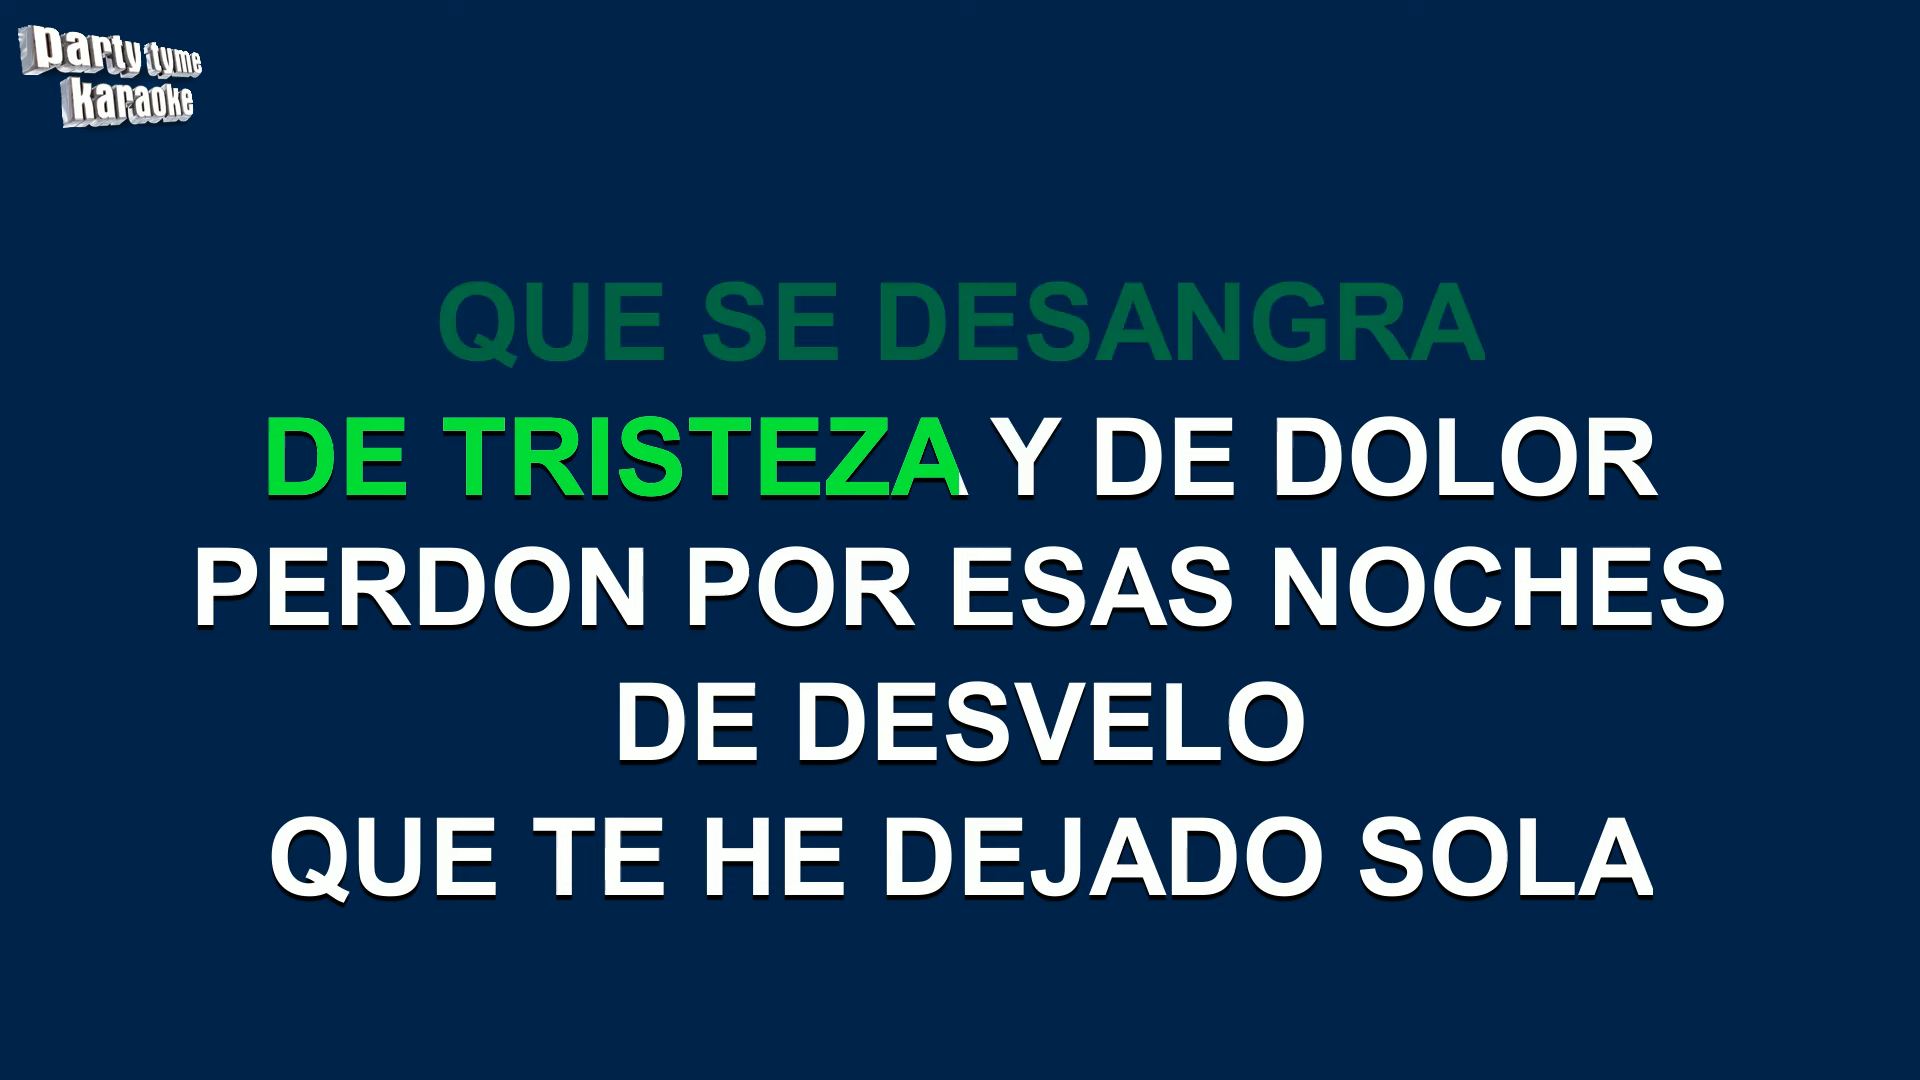 party tyme
karaoke
QUE SE DESANGRA
DE TRISTEZA Y DE DOLOR
PERDON POR ESAS NOCHES
DE DESVELO
QUE TE HE DEJADO SOLA